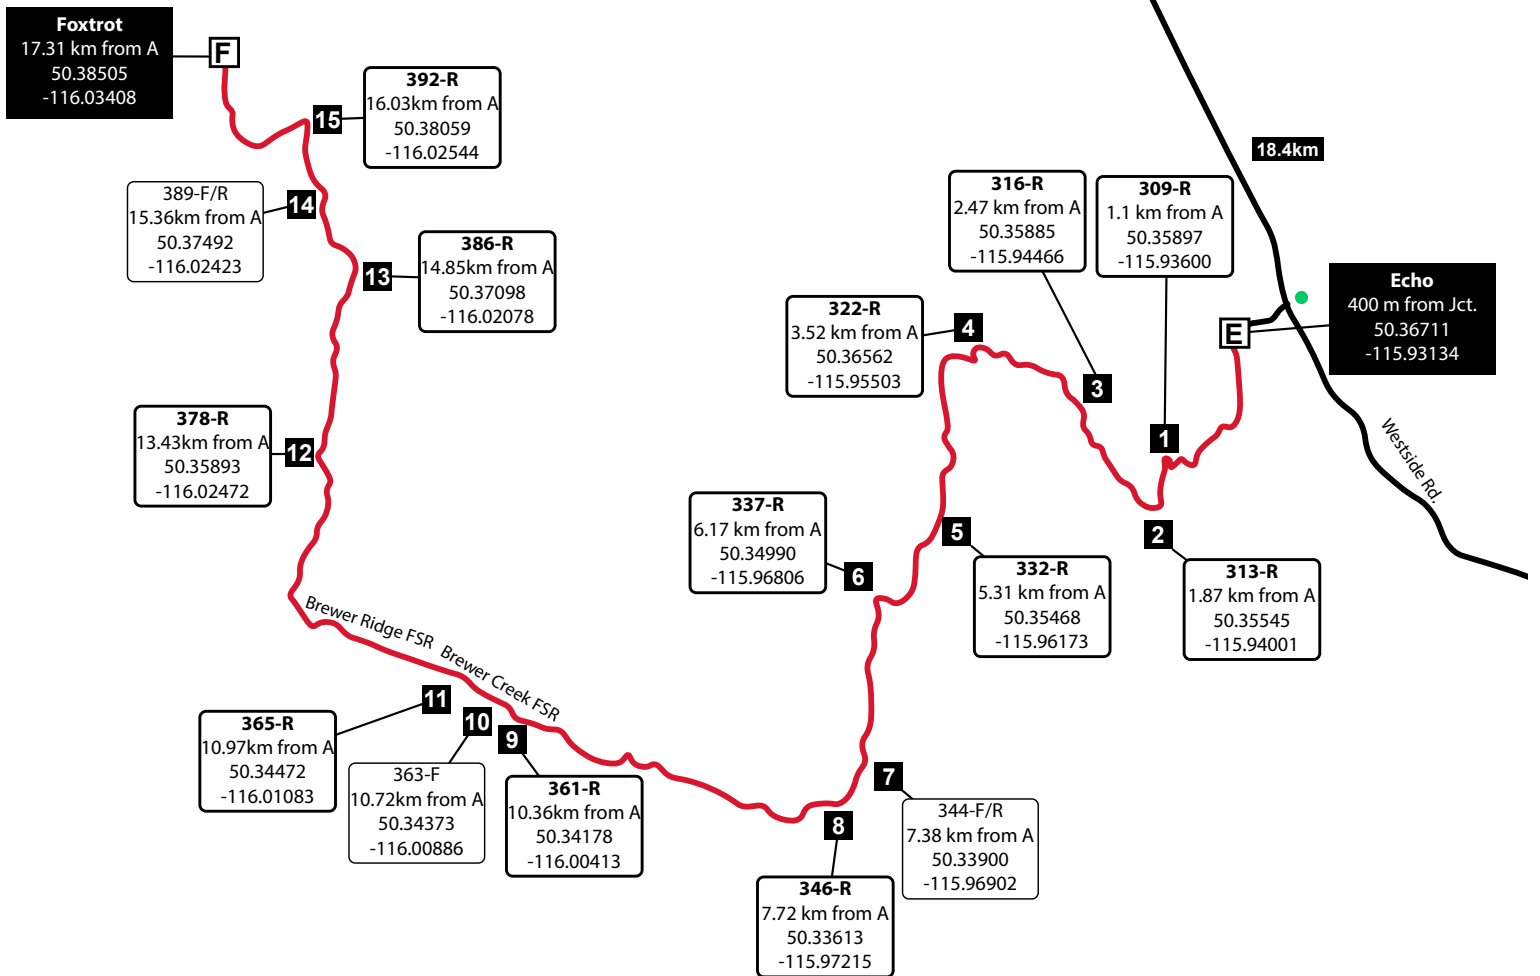 Foxtrot
17.31 km from A
50.38505
-116.03408
F
15
392-R
16.03km from A
50.38059
-116.02544
389-F/R
15.36km from A
50.37492
-116.02423
14
386-R
14.85km from A
50.37098
-116.02078
13
378-R
13.43km from A
50.35893
-116.02472
12
Brewer Ridge FSR
Brewer Creek FSR
11
365-R
10.97km from A
50.34472
-116.01083
10
363-F
10.72km from A
50.34373
-116.00886
9
361-R
10.36km from A
50.34178
-116.00413
8
346-R
7.72 km from A
50.33613
-115.97215
7
344-F/R
7.38 km from A
50.33900
-115.96902
337-R
6.17 km from A
50.34990
-115.96806
6
5
332-R
5.31 km from A
50.35468
-115.96173
322-R
3.52 km from A
50.36562
-115.95503
4
316-R
2.47 km from A
50.35885
-115.94466
3
309-R
1.1 km from A
50.35897
-115.93600
1
2
313-R
1.87 km from A
50.35545
-115.94001
18.4km
E
Echo
400 m from Jct.
50.36711
-115.93134
Westside Rd.